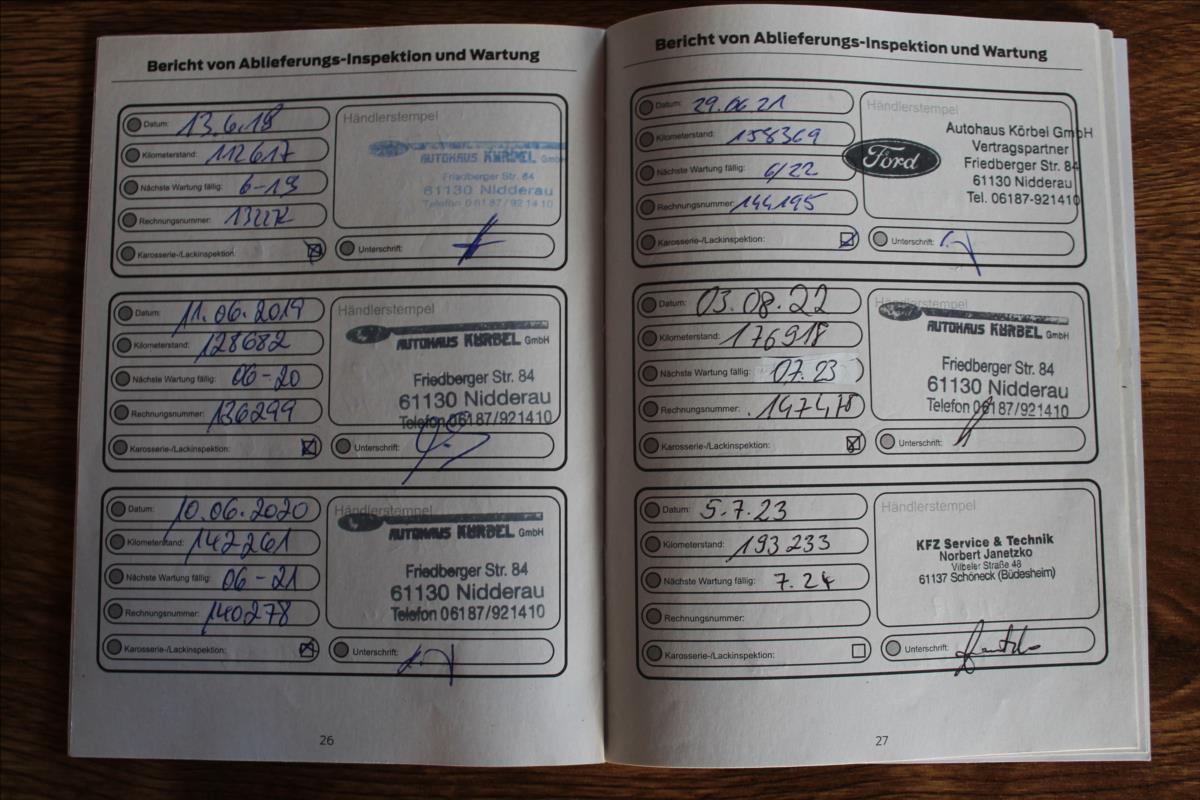 Bericht von Ablieferungs-Inspektion und Wartung
Datum: 13.6.18
Kilometerstand: 112617
Nächste Wartung fällig: 6-19
Rechnungsnummer:
Karosserie-/Lackinspektion:
Händlerstempel
AUTOHAUS KÖRBEL GmbH
Friedberger Str. 84
61130 Nidderau
Telefon 06187/921410
Unterschrift:
Datum: 11.06.2019
Kilometerstand: 128682
Nächste Wartung fällig: 06-20
Rechnungsnummer: 136299
Karosserie-/Lackinspektion:
Händlerstempel
AUTOHAUS KÖRBEL GmbH
Friedberger Str. 84
61130 Nidderau
Telefon 06187/921410
Unterschrift:
Datum: 10.06.2020
Kilometerstand: 142261
Nächste Wartung fällig: 06-21
Rechnungsnummer: 140278
Karosserie-/Lackinspektion:
Händlerstempel
AUTOHAUS KÖRBEL GmbH
Friedberger Str. 84
61130 Nidderau
Telefon 06187/921410
Unterschrift:
26
Bericht von Ablieferungs-Inspektion und Wartung
Datum: 29.06.21
Kilometerstand: 158369
Nächste Wartung fällig: 6/22
Rechnungsnummer: 144195
Karosserie-/Lackinspektion:
Händlerstempel
Ford
Autohaus Körbel GmbH
Vertragspartner
Friedberger Str. 84
61130 Nidderau
Tel. 06187-921410
Unterschrift:
Datum: 03.08.22
Kilometerstand: 176918
Nächste Wartung fällig: 07.23
Rechnungsnummer: 147478
Karosserie-/Lackinspektion:
Händlerstempel
AUTOHAUS KÖRBEL GmbH
Friedberger Str. 84
61130 Nidderau
Telefon 06187/921410
Unterschrift:
Datum: 5.7.23
Kilometerstand: 193233
Nächste Wartung fällig: 7.24
Rechnungsnummer:
Karosserie-/Lackinspektion:
Händlerstempel
KFZ Service & Technik
Norbert Janetzko
Vilbeler Straße 48
61137 Schöneck (Büdesheim)
Unterschrift:
27